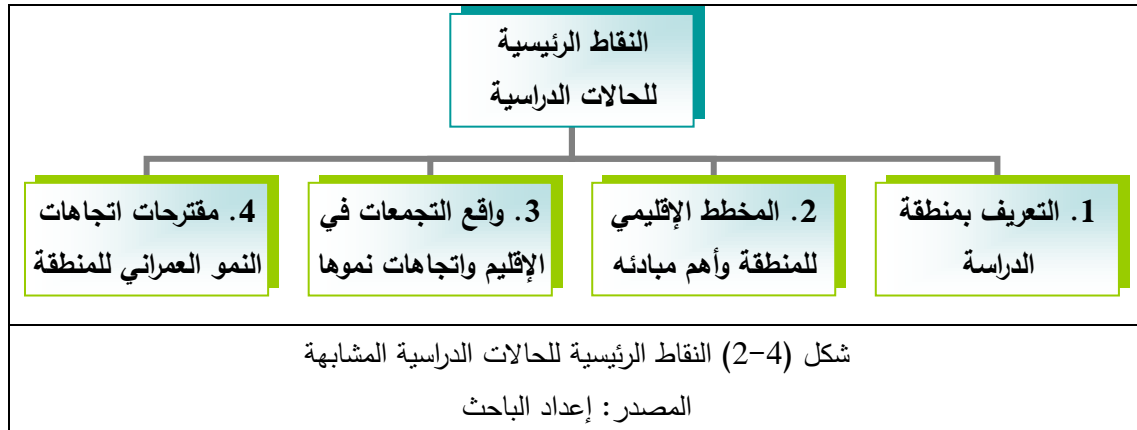 النقاط الرئيسية
للحالات الدراسية
1. التعريف بمنطقة
الدراسة
2. المخطط الإقليمي
للمنطقة وأهم مبادئه
3. واقع التجمعات في
الإقليم واتجاهات نموها
4. مقترحات اتجاهات
النمو العمراني للمنطقة
شكل (4-2) النقاط الرئيسية للحالات الدراسية المشابهة
المصدر: إعداد الباحث